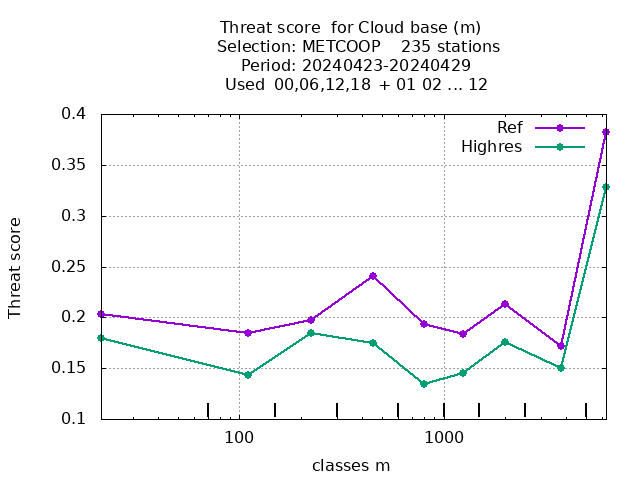 Threat score  for Cloud base (m)
Selection: METCOOP    235 stations
Period: 20240423-20240429
Used  00,06,12,18 + 01 02 ... 12
Ref
Highres
0.4
0.35
0.3
0.25
0.2
0.15
0.1
Threat score
100
1000
classes m